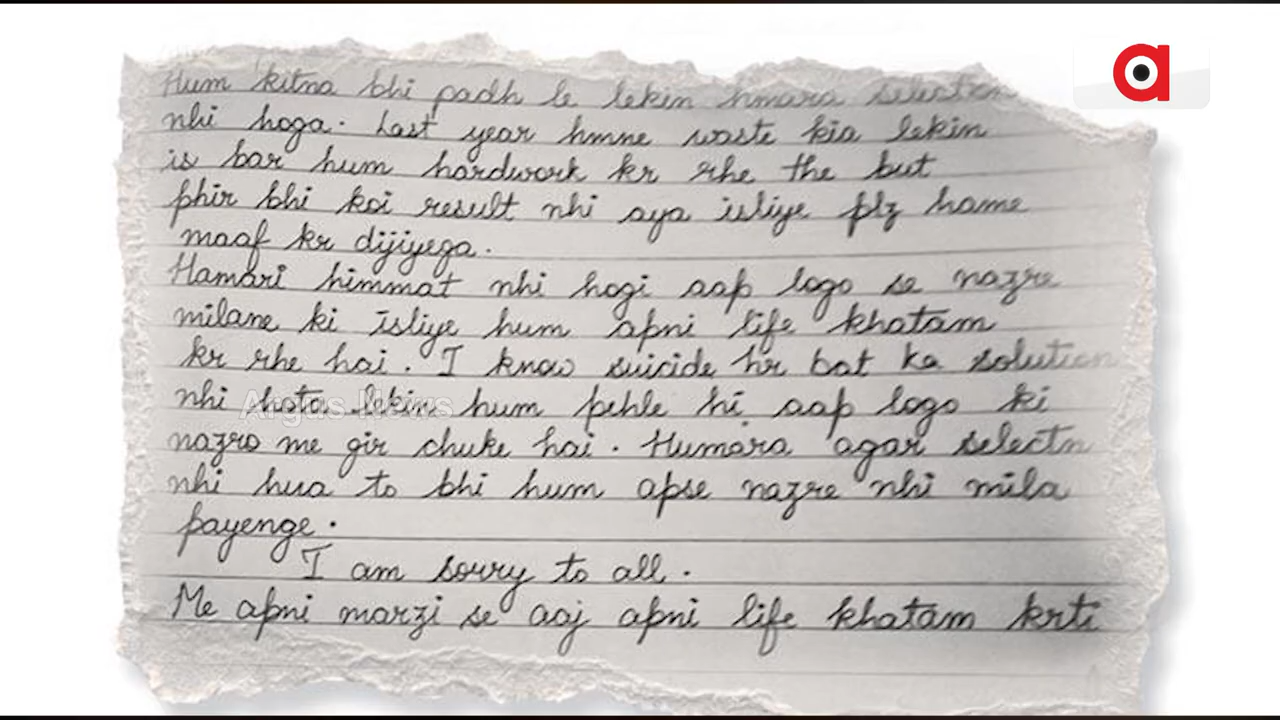 Hum kitna bhi padh le lekin hmara selection
nhi hoga. Last year hmne waste kia lekin
is bar hum hardwork kr rhe the but
phir bhi koi result nhi aya isliye plz hame
maaf kr dijiyega.
Hamari himmat nhi hogi aap logo se nazre
milane ki isliye hum apni life khatam
kr rhe hai. I know suicide hr bat ka solution
nhi hota lekin hum pehle hi aap logo ki
nazro me gir chuke hai. Humara agar selectn
nhi hua to bhi hum apse nazre nhi mila
payenge.
I am sorry to all.
Me apni marzi se aaj apni life khatam krti
Argus News
a